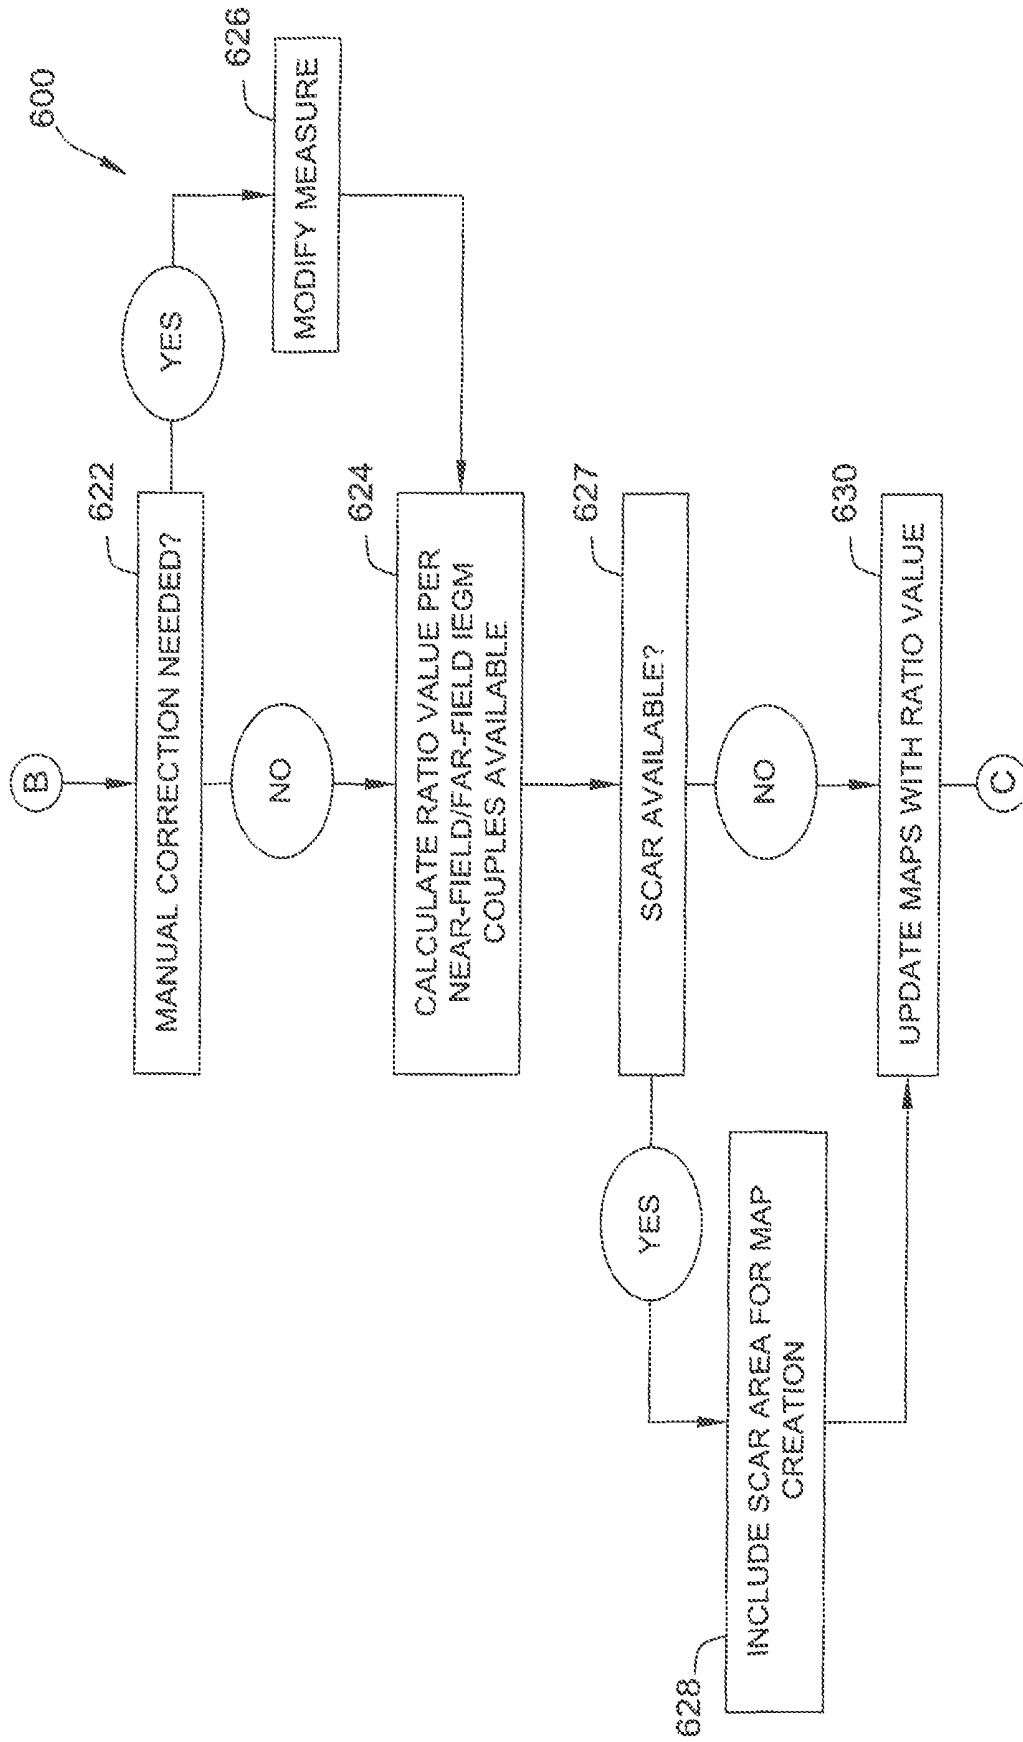 600
B
622
MANUAL CORRECTION NEEDED?
YES
626
MODIFY MEASURE
NO
624
CALCULATE RATIO VALUE PER
NEAR-FIELD/FAR-FIELD IEGM
COUPLES AVAILABLE
627
SCAR AVAILABLE?
YES
NO
628
INCLUDE SCAR AREA FOR MAP
CREATION
630
UPDATE MAPS WITH RATIO VALUE
C